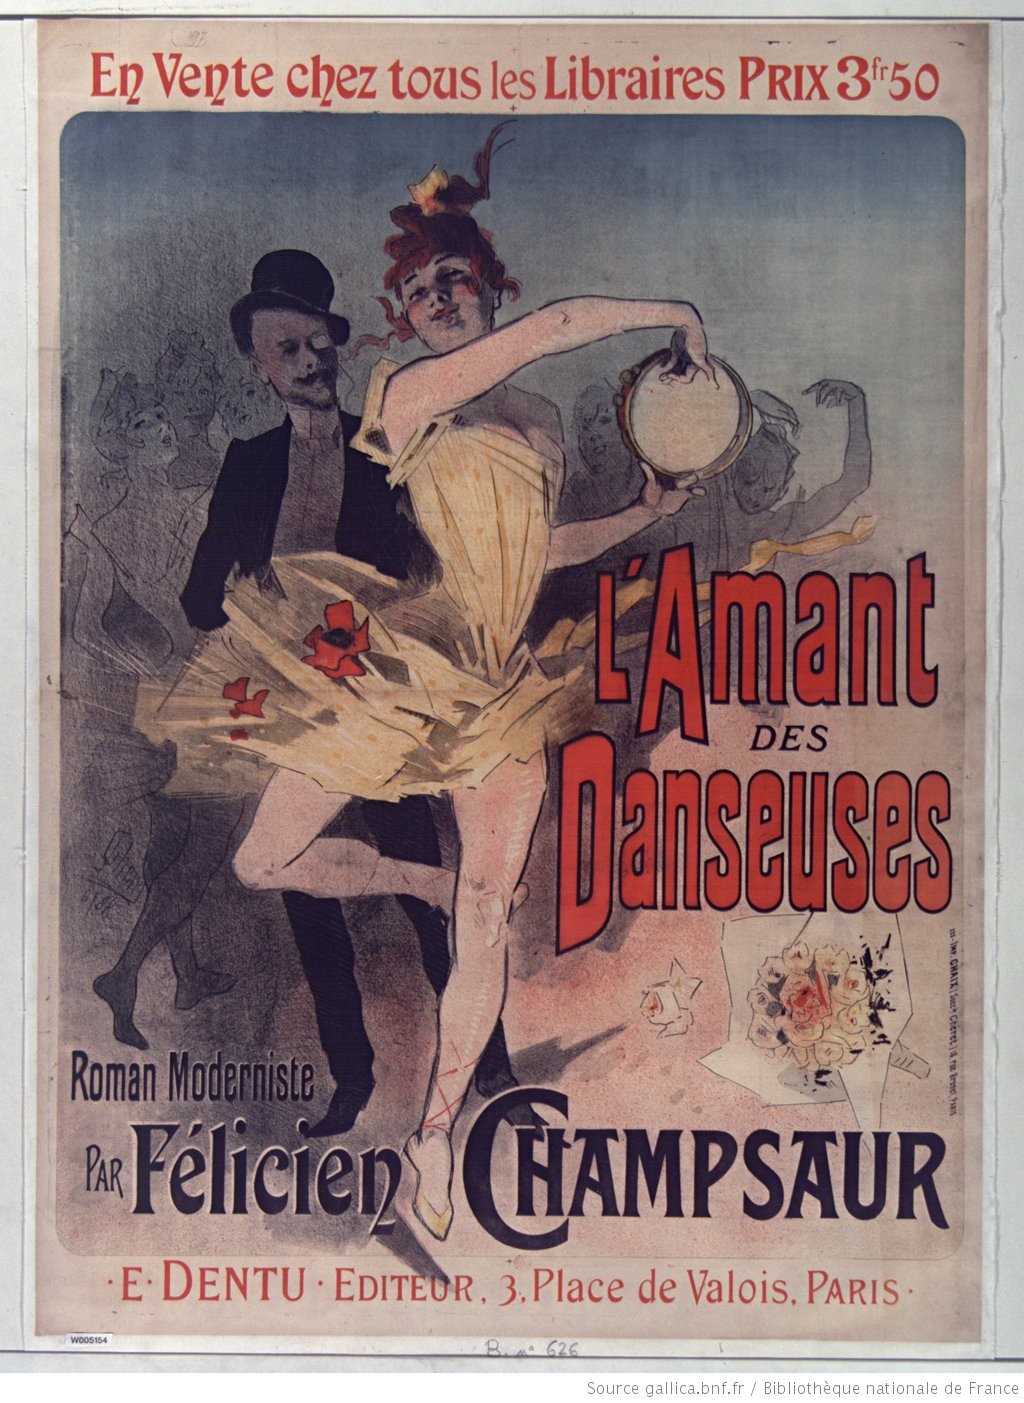 En Vente chez tous les Libraires PRIX 3fr50
L'Amant
DES
Danseuses
Roman Moderniste
PAR Félicien CHAMPSAUR
· E · DENTU · EDITEUR, 3, Place de Valois, PARIS ·
W005154
B. n° 626
Source gallica.bnf.fr / Bibliothèque nationale de France